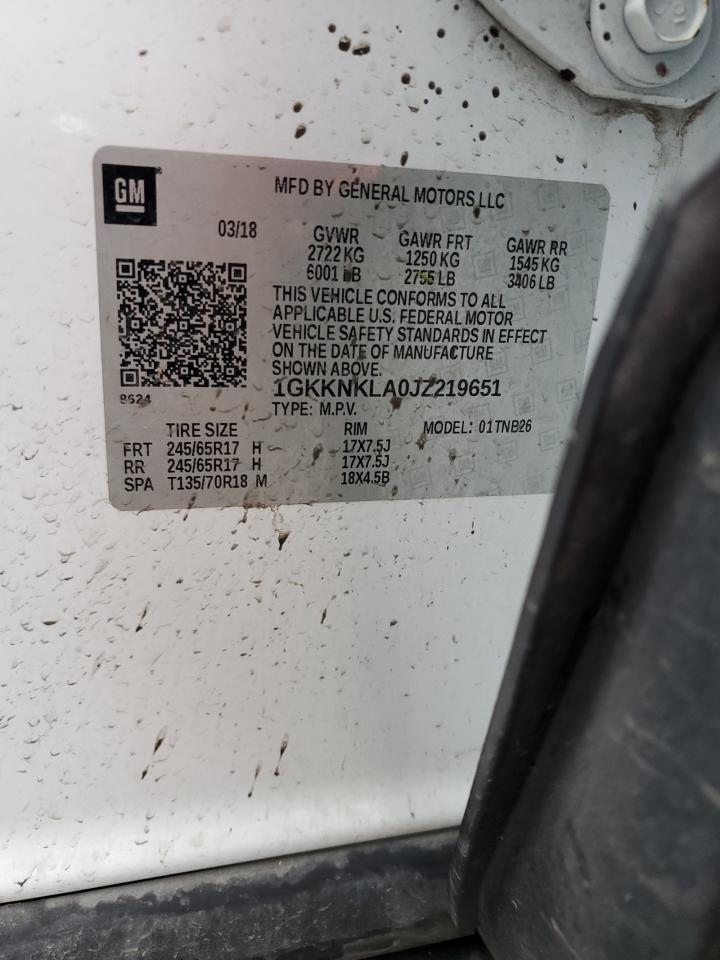 GM
MFD BY GENERAL MOTORS LLC
03/18
GVWR GAWR FRT GAWR RR
2722 KG 1250 KG 1545 KG
6001 LB 2755 LB 3406 LB
THIS VEHICLE CONFORMS TO ALL
APPLICABLE U.S. FEDERAL MOTOR
VEHICLE SAFETY STANDARDS IN EFFECT
ON THE DATE OF MANUFACTURE
SHOWN ABOVE.
1GKKNKLA0JZ219651
8624
TYPE: M.P.V.
TIRE SIZE RIM MODEL: 01TNB26
FRT 245/65R17 H 17X7.5J
RR 245/65R17 H 17X7.5J
SPA T135/70R18 M 18X4.5B